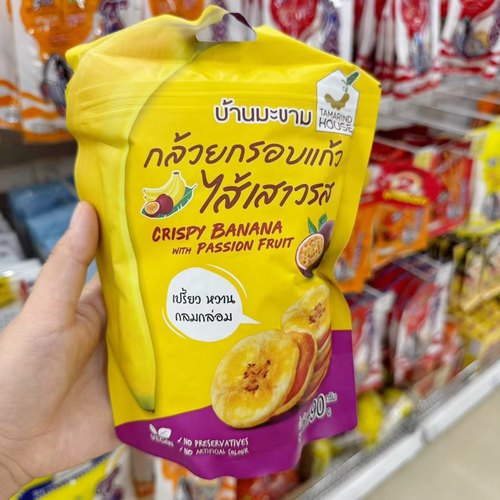 บ้านมะขาม
TAMARIND
HOUSE
กล้วยกรอบแก้ว
ไส้เสาวรส
CRISPY BANANA
WITH PASSION FRUIT
เปรี้ยว หวาน
กลมกล่อม
VEGAN
NO PRESERVATIVES
NO ARTIFICIAL COLOUR
90